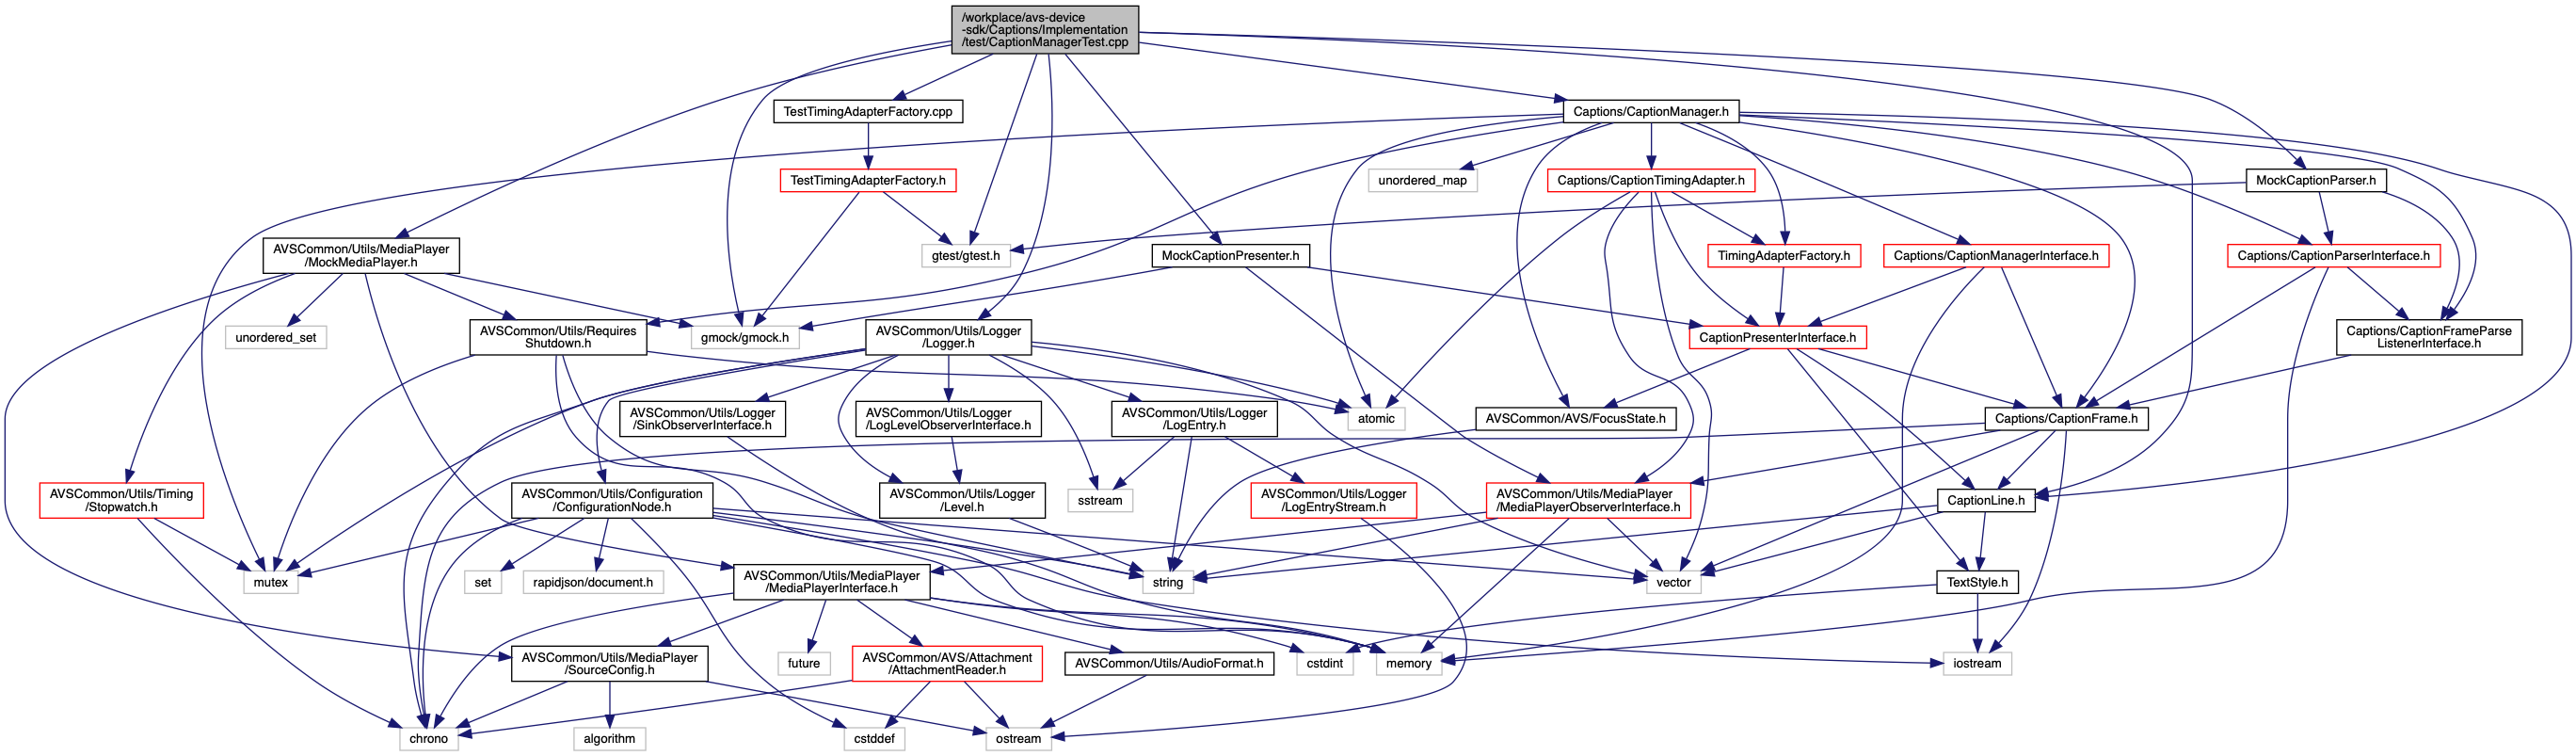 /workplace/avs-device
-sdk/Captions/Implementation
/test/CaptionManagerTest.cpp
TestTimingAdapterFactory.cpp
Captions/CaptionManager.h
TestTimingAdapterFactory.h
unordered_map
Captions/CaptionTimingAdapter.h
MockCaptionParser.h
AVSCommon/Utils/MediaPlayer
/MockMediaPlayer.h
gtest/gtest.h
MockCaptionPresenter.h
TimingAdapterFactory.h
Captions/CaptionManagerInterface.h
Captions/CaptionParserInterface.h
unordered_set
AVSCommon/Utils/Requires
Shutdown.h
gmock/gmock.h
AVSCommon/Utils/Logger
/Logger.h
CaptionPresenterInterface.h
Captions/CaptionFrameParse
ListenerInterface.h
AVSCommon/Utils/Logger
/SinkObserverInterface.h
AVSCommon/Utils/Logger
/LogLevelObserverInterface.h
AVSCommon/Utils/Logger
/LogEntry.h
atomic
AVSCommon/AVS/FocusState.h
Captions/CaptionFrame.h
AVSCommon/Utils/Timing
/Stopwatch.h
AVSCommon/Utils/Configuration
/ConfigurationNode.h
AVSCommon/Utils/Logger
/Level.h
sstream
AVSCommon/Utils/Logger
/LogEntryStream.h
AVSCommon/Utils/MediaPlayer
/MediaPlayerObserverInterface.h
CaptionLine.h
mutex
set
rapidjson/document.h
AVSCommon/Utils/MediaPlayer
/MediaPlayerInterface.h
string
vector
TextStyle.h
AVSCommon/Utils/MediaPlayer
/SourceConfig.h
future
AVSCommon/AVS/Attachment
/AttachmentReader.h
AVSCommon/Utils/AudioFormat.h
cstdint
memory
iostream
chrono
algorithm
cstddef
ostream